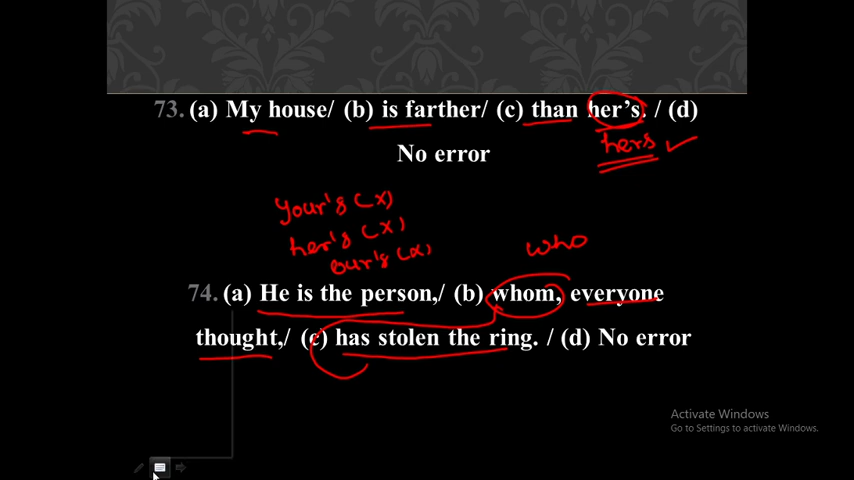 73. (a) My house/ (b) is farther/ (c) than her's. / (d)
No error
hers
your's (x)
her's (x)
our's (x)
who
74. (a) He is the person,/ (b) whom, everyone
thought,/ (c) has stolen the ring. / (d) No error
Activate Windows
Go to Settings to activate Windows.